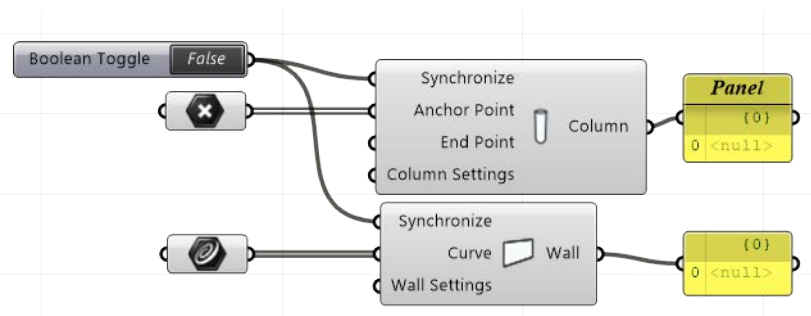 Boolean Toggle False
Synchronize
Anchor Point
End Point
Column Settings
Column
Panel
{0}
0 <null>
Synchronize
Curve
Wall Settings
Wall
{0}
0 <null>